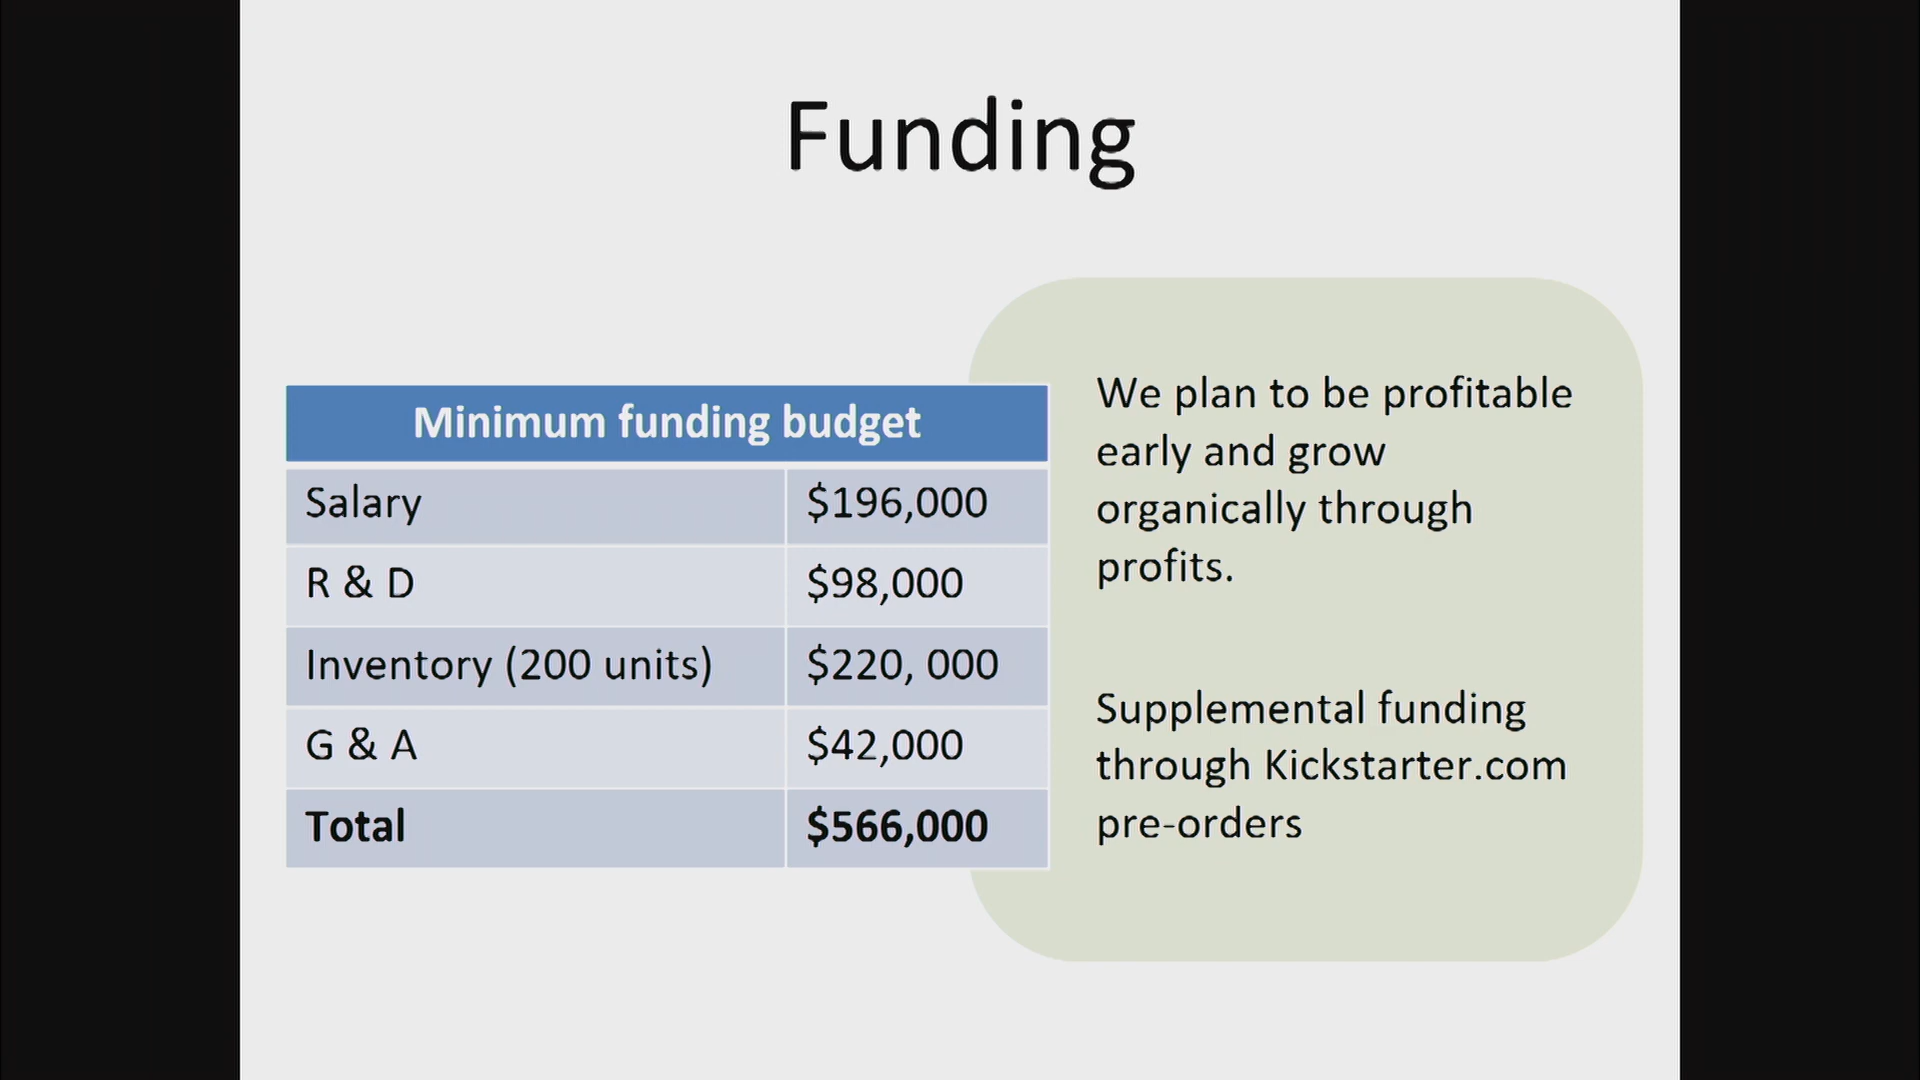 Funding
Minimum funding budget
Salary $196,000
R & D $98,000
Inventory (200 units) $220, 000
G & A $42,000
Total $566,000
We plan to be profitable
early and grow
organically through
profits.
Supplemental funding
through Kickstarter.com
pre-orders